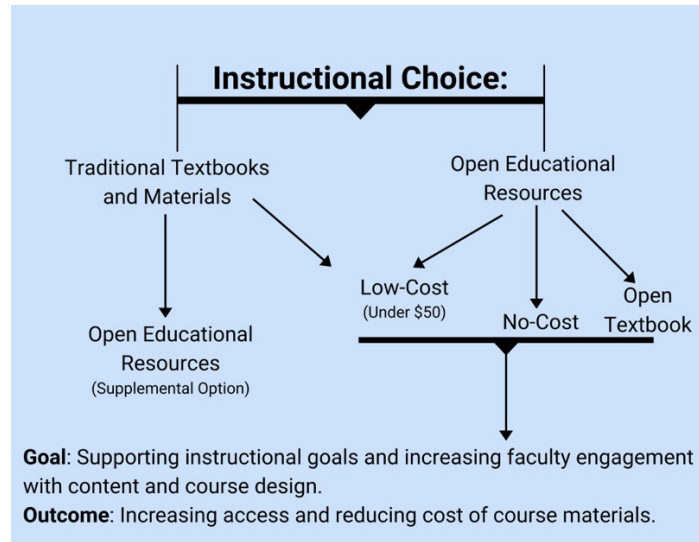 Instructional Choice:
Traditional Textbooks
and Materials
Open Educational
Resources
Low-Cost
(Under $50)
No-Cost
Open
Textbook
Open Educational
Resources
(Supplemental Option)
Goal: Supporting instructional goals and increasing faculty engagement
with content and course design.
Outcome: Increasing access and reducing cost of course materials.